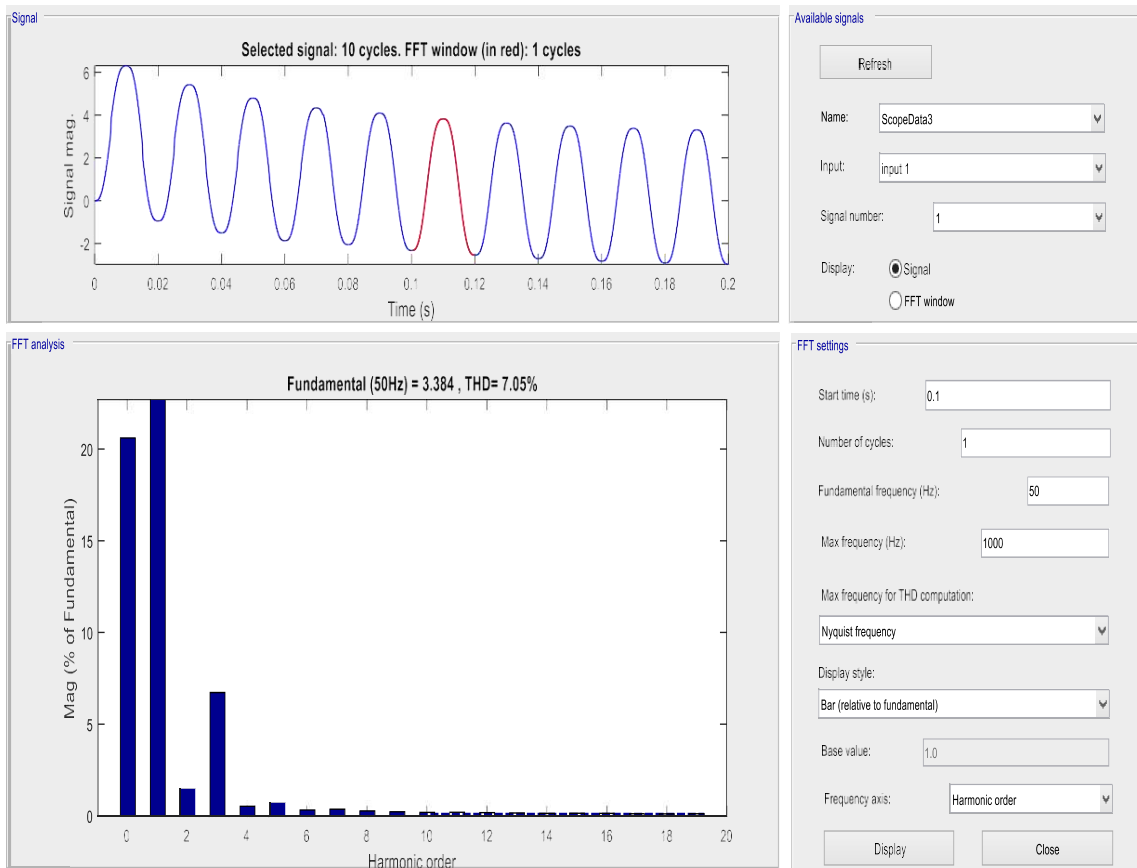 Signal
Selected signal: 10 cycles. FFT window (in red): 1 cycles
Signal mag.
6
4
2
0
-2
0 0.02 0.04 0.06 0.08 0.1 0.12 0.14 0.16 0.18 0.2
Time (s)
Available signals
Refresh
Name: ScopeData3
Input: input 1
Signal number: 1
Display: Signal
FFT window
FFT analysis
Fundamental (50Hz) = 3.384 , THD= 7.05%
Mag (% of Fundamental)
20
15
10
5
0
0 2 4 6 8 10 12 14 16 18 20
Harmonic order
FFT settings
Start time (s): 0.1
Number of cycles: 1
Fundamental frequency (Hz): 50
Max frequency (Hz): 1000
Max frequency for THD computation:
Nyquist frequency
Display style:
Bar (relative to fundamental)
Base value: 1.0
Frequency axis: Harmonic order
Display Close